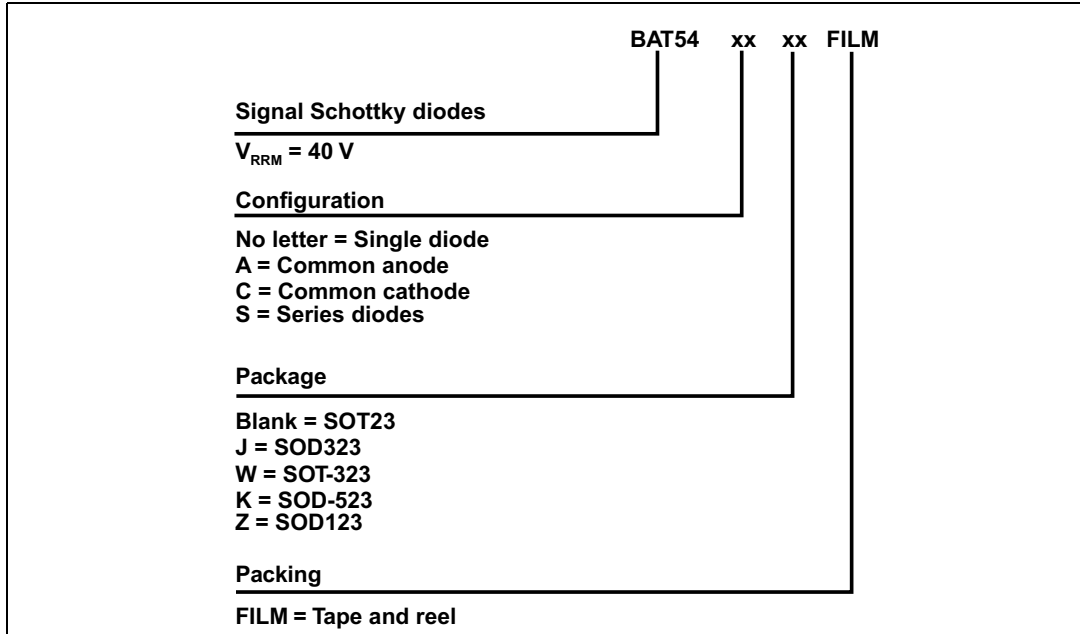 BAT54 xx xx FILM
Signal Schottky diodes
VRRM = 40 V
Configuration
No letter = Single diode
A = Common anode
C = Common cathode
S = Series diodes
Package
Blank = SOT23
J = SOD323
W = SOT-323
K = SOD-523
Z = SOD123
Packing
FILM = Tape and reel